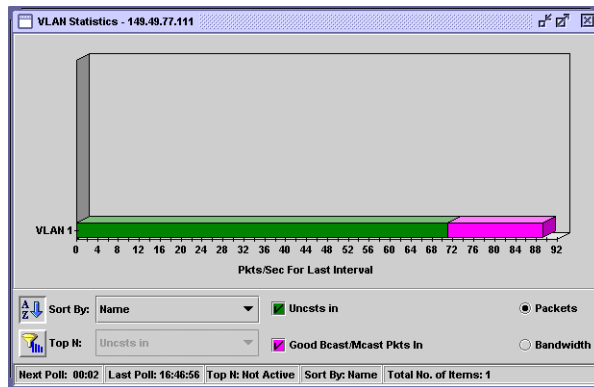 VLAN Statistics - 149.49.77.111
VLAN 1
0 4 8 12 16 20 24 28 32 36 40 44 48 52 56 60 64 68 72 76 80 84 88 92
Pkts/Sec For Last Interval
A Z Sort By: Name Uncsts in Packets
Top N: Uncsts in Good Bcast/Mcast Pkts In Bandwidth
Next Poll: 00:02 Last Poll: 16:46:56 Top N: Not Active Sort By: Name Total No. of Items: 1